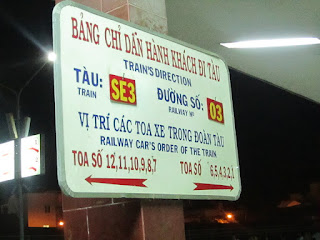 BẢNG CHỈ DẪN HÀNH KHÁCH ĐI TÀU
TRAIN'S DIRECTION
TÀU: SE3 ĐƯỜNG SỐ: 03
TRAIN RAILWAY Nº
VỊ TRÍ CÁC TOA XE TRONG ĐOÀN TÀU
RAILWAY CAR'S ORDER OF THE TRAIN
TOA SỐ 12,11,10,9,8,7 TOA SỐ 6,5,4,3,2,1